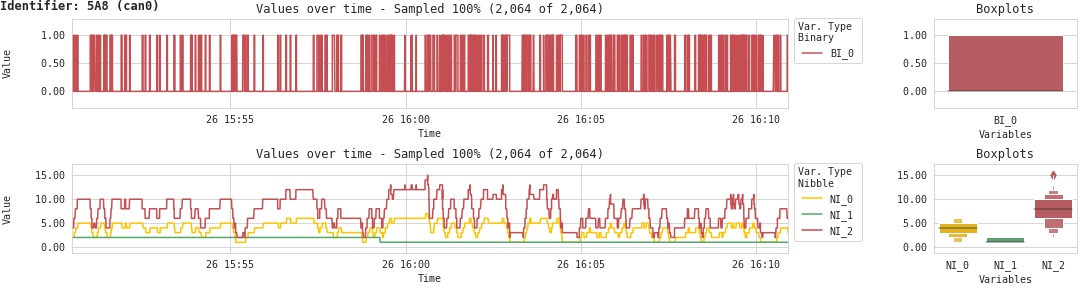 Identifier: 5A8 (can0)
Values over time - Sampled 100% (2,064 of 2,064)
Boxplots
Value
1.00
0.50
0.00
26 15:55
26 16:00
26 16:05
26 16:10
Time
Var. Type
Binary
BI_0
1.00
0.50
0.00
BI_0
Variables
Values over time - Sampled 100% (2,064 of 2,064)
Boxplots
Value
15.00
10.00
5.00
0.00
26 15:55
26 16:00
26 16:05
26 16:10
Time
Var. Type
Nibble
NI_0
NI_1
NI_2
15.00
10.00
5.00
0.00
NI_0
NI_1
NI_2
Variables